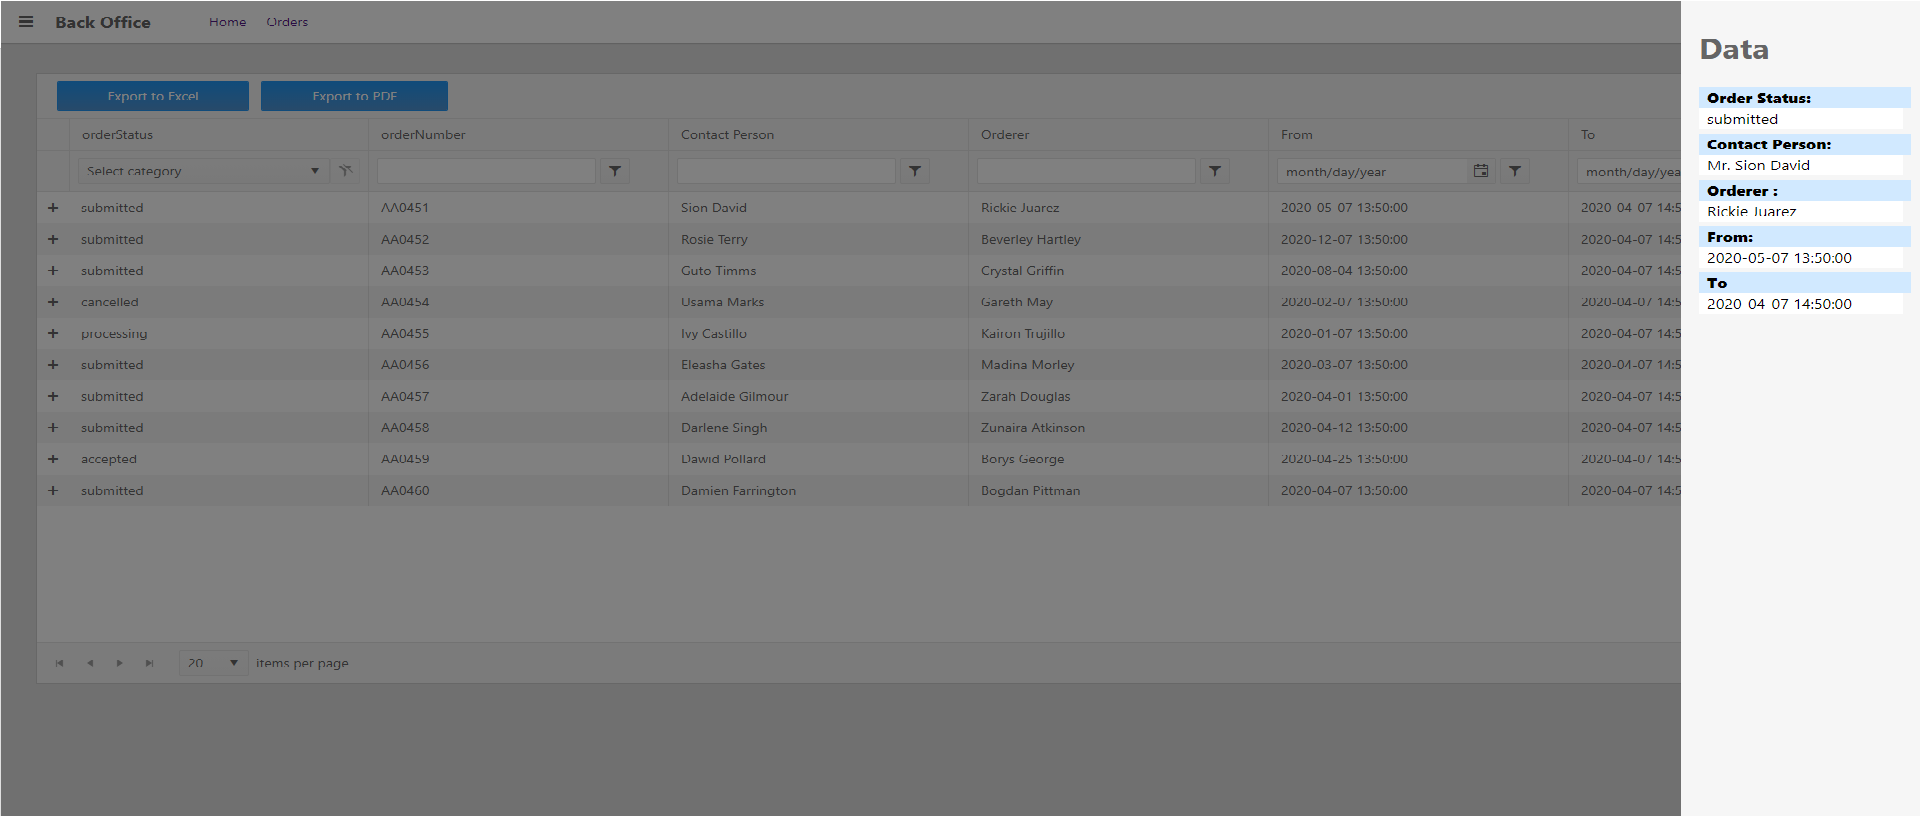 Back Office Home Orders
Export to Excel Export to PDF
orderStatus orderNumber Contact Person Orderer From To
Select category month/day/year month/day/yea
submitted AA0451 Sion David Rickie Juarez 2020-05-07 13:50:00 2020-04-07 14:5
submitted AA0452 Rosie Terry Beverley Hartley 2020-12-07 13:50:00 2020-04-07 14:5
submitted AA0453 Guto Timms Crystal Griffin 2020-08-04 13:50:00 2020-04-07 14:5
cancelled AA0454 Usama Marks Gareth May 2020-02-07 13:50:00 2020-04-07 14:5
processing AA0455 Ivy Castillo Kairon Trujillo 2020-01-07 13:50:00 2020-04-07 14:5
submitted AA0456 Eleasha Gates Madina Morley 2020-03-07 13:50:00 2020-04-07 14:5
submitted AA0457 Adelaide Gilmour Zarah Douglas 2020-04-01 13:50:00 2020-04-07 14:5
submitted AA0458 Darlene Singh Zunaira Atkinson 2020-04-12 13:50:00 2020-04-07 14:5
accepted AA0459 Dawid Pollard Borys George 2020-04-25 13:50:00 2020-04-07 14:5
submitted AA0460 Damien Farrington Bogdan Pittman 2020-04-07 13:50:00 2020-04-07 14:5
20 items per page
Data
Order Status:
submitted
Contact Person:
Mr. Sion David
Orderer :
Rickie Juarez
From:
2020-05-07 13:50:00
To
2020-04-07 14:50:00